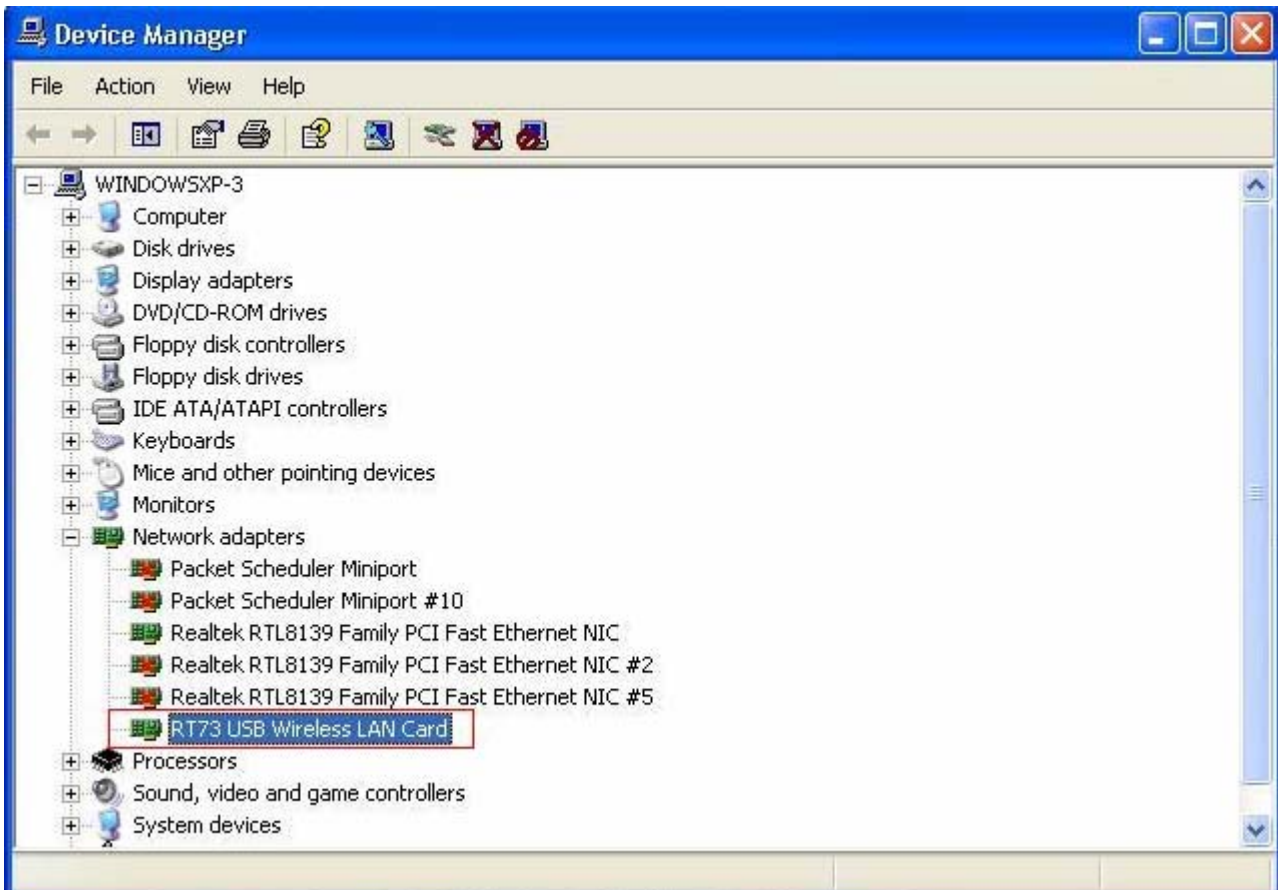 Device Manager
File Action View Help
WINDOWSXP-3
Computer
Disk drives
Display adapters
DVD/CD-ROM drives
Floppy disk controllers
Floppy disk drives
IDE ATA/ATAPI controllers
Keyboards
Mice and other pointing devices
Monitors
Network adapters
Packet Scheduler Miniport
Packet Scheduler Miniport #10
Realtek RTL8139 Family PCI Fast Ethernet NIC
Realtek RTL8139 Family PCI Fast Ethernet NIC #2
Realtek RTL8139 Family PCI Fast Ethernet NIC #5
RT73 USB Wireless LAN Card
Processors
Sound, video and game controllers
System devices